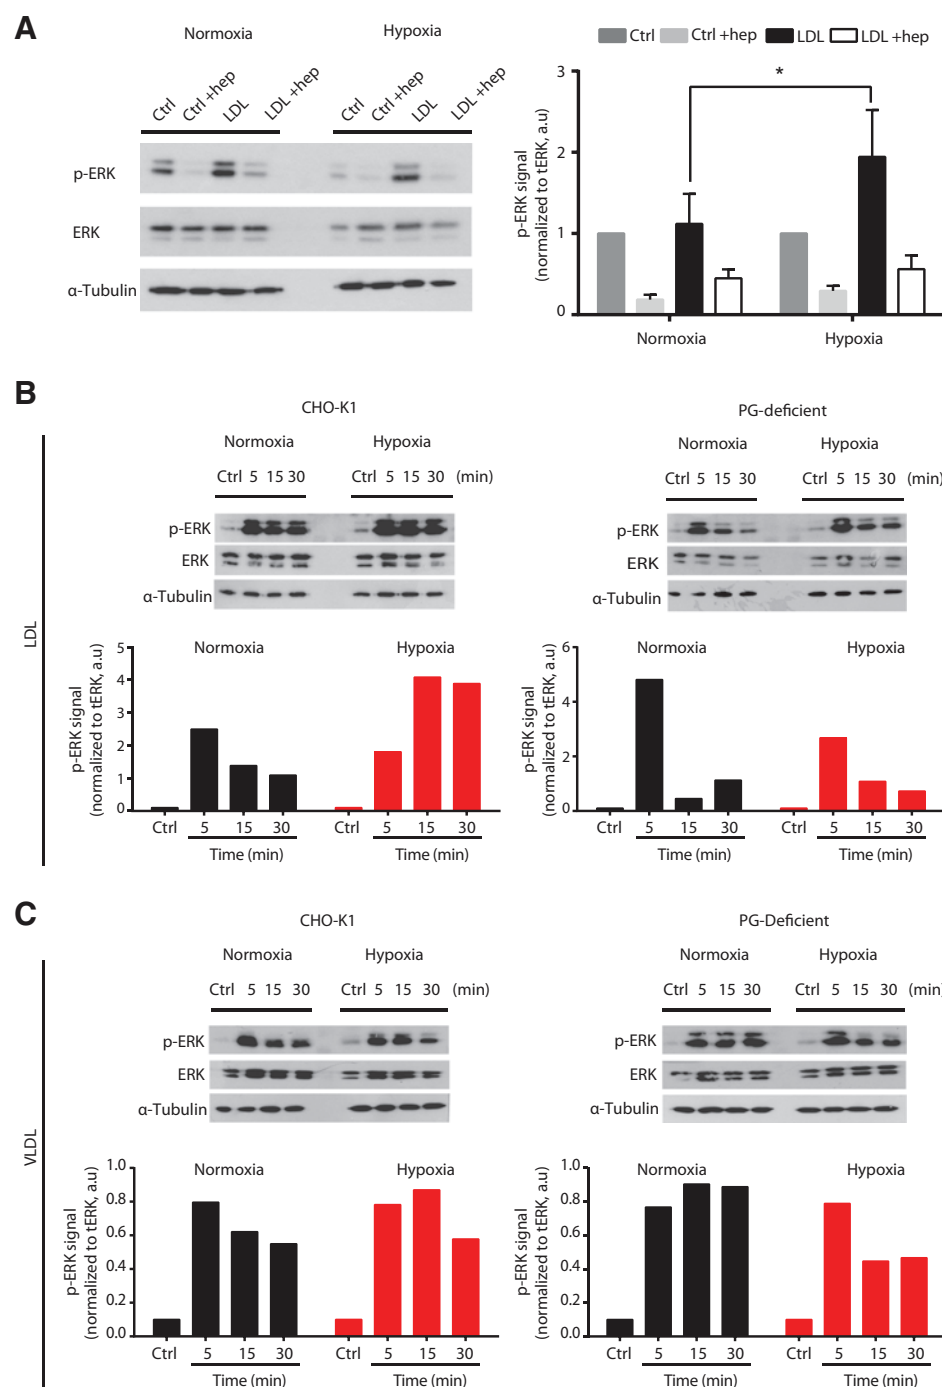 A
Normoxia
Hypoxia
Ctrl
Ctrl +hep
LDL
LDL +hep
Ctrl
Ctrl +hep
LDL
LDL +hep
p-ERK
ERK
α-Tubulin
Ctrl
Ctrl +hep
LDL
LDL +hep
p-ERK signal
(normalized to tERK, a.u)
3
2
1
0
*
Normoxia
Hypoxia
B
LDL
CHO-K1
Normoxia
Hypoxia
Ctrl 5 15 30
Ctrl 5 15 30 (min)
p-ERK
ERK
α-Tubulin
p-ERK signal
(normalized to tERK, a.u)
5
4
3
2
1
0
Normoxia
Hypoxia
Ctrl 5 15 30
Ctrl 5 15 30
Time (min)
Time (min)
PG-deficient
Normoxia
Hypoxia
Ctrl 5 15 30
Ctrl 5 15 30 (min)
p-ERK
ERK
α-Tubulin
p-ERK signal
(normalized to tERK, a.u)
6
4
2
0
Normoxia
Hypoxia
Ctrl 5 15 30
Ctrl 5 15 30
Time (min)
Time (min)
C
VLDL
CHO-K1
Normoxia
Hypoxia
Ctrl 5 15 30
Ctrl 5 15 30 (min)
p-ERK
ERK
α-Tubulin
p-ERK signal
(normalized to tERK, a.u)
1.0
0.8
0.6
0.4
0.2
0.0
Normoxia
Hypoxia
Ctrl 5 15 30
Ctrl 5 15 30
Time (min)
Time (min)
PG-Deficient
Normoxia
Hypoxia
Ctrl 5 15 30
Ctrl 5 15 30 (min)
p-ERK
ERK
α-Tubulin
p-ERK signal
(normalized to tERK, a.u)
1.0
0.8
0.6
0.4
0.2
0.0
Normoxia
Hypoxia
Ctrl 5 15 30
Ctrl 5 15 30
Time (min)
Time (min)